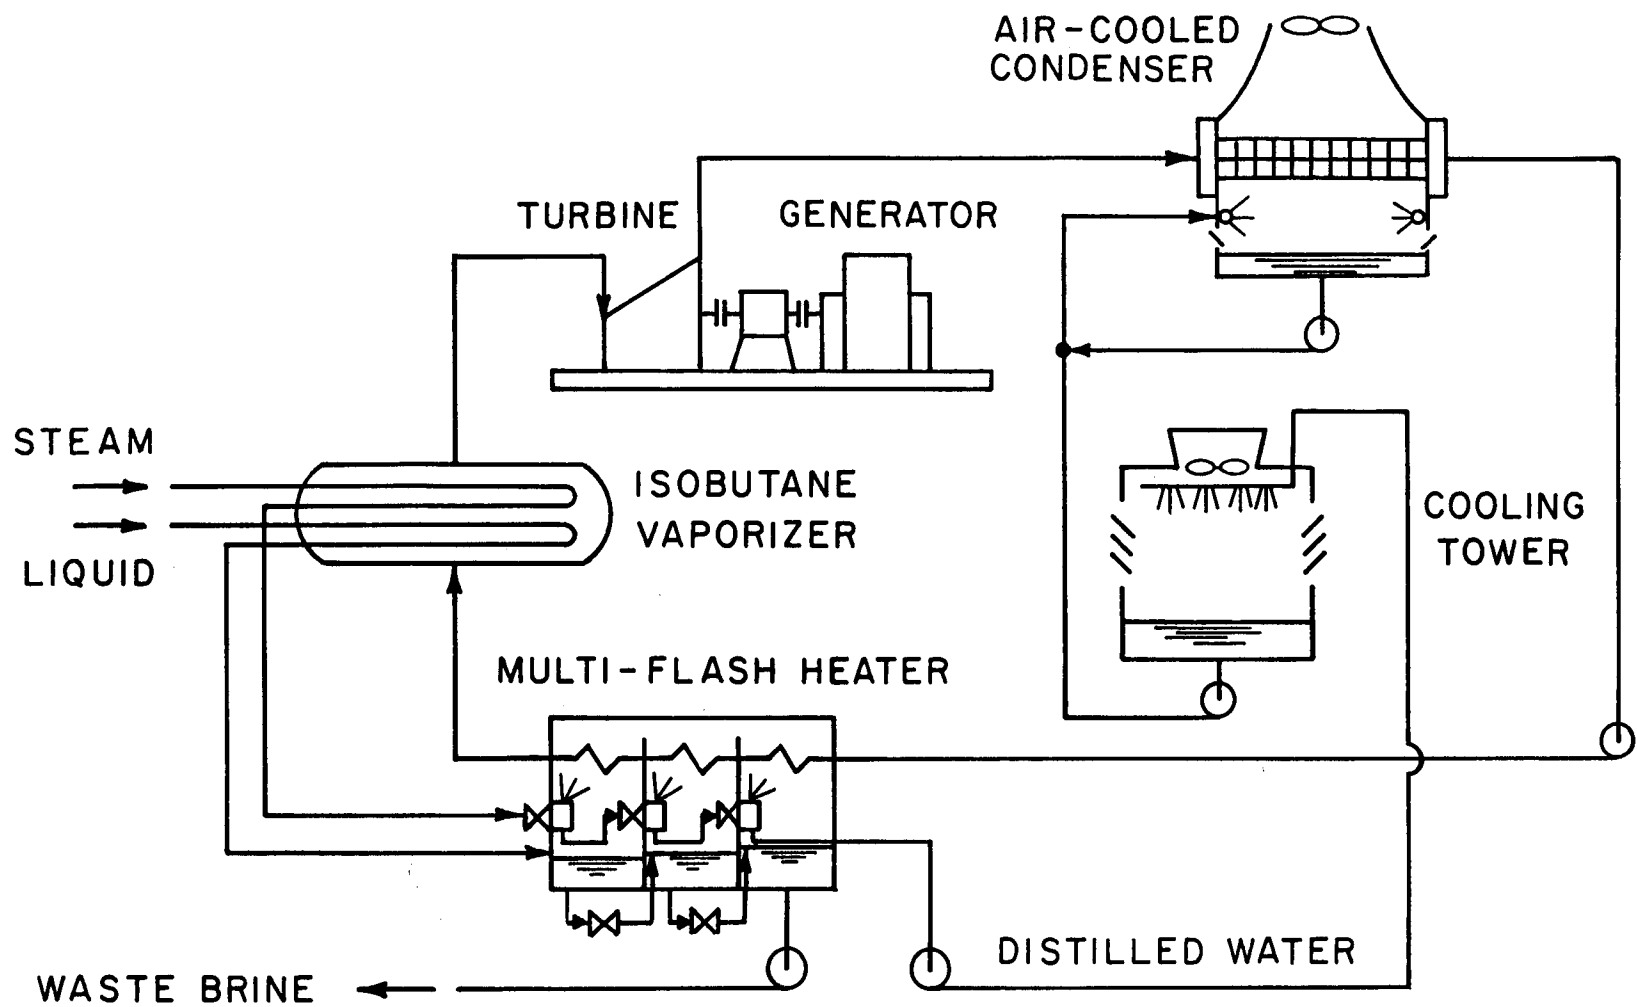 AIR-COOLED
CONDENSER
TURBINE
GENERATOR
STEAM
ISOBUTANE
VAPORIZER
LIQUID
COOLING
TOWER
MULTI-FLASH HEATER
DISTILLED WATER
WASTE BRINE